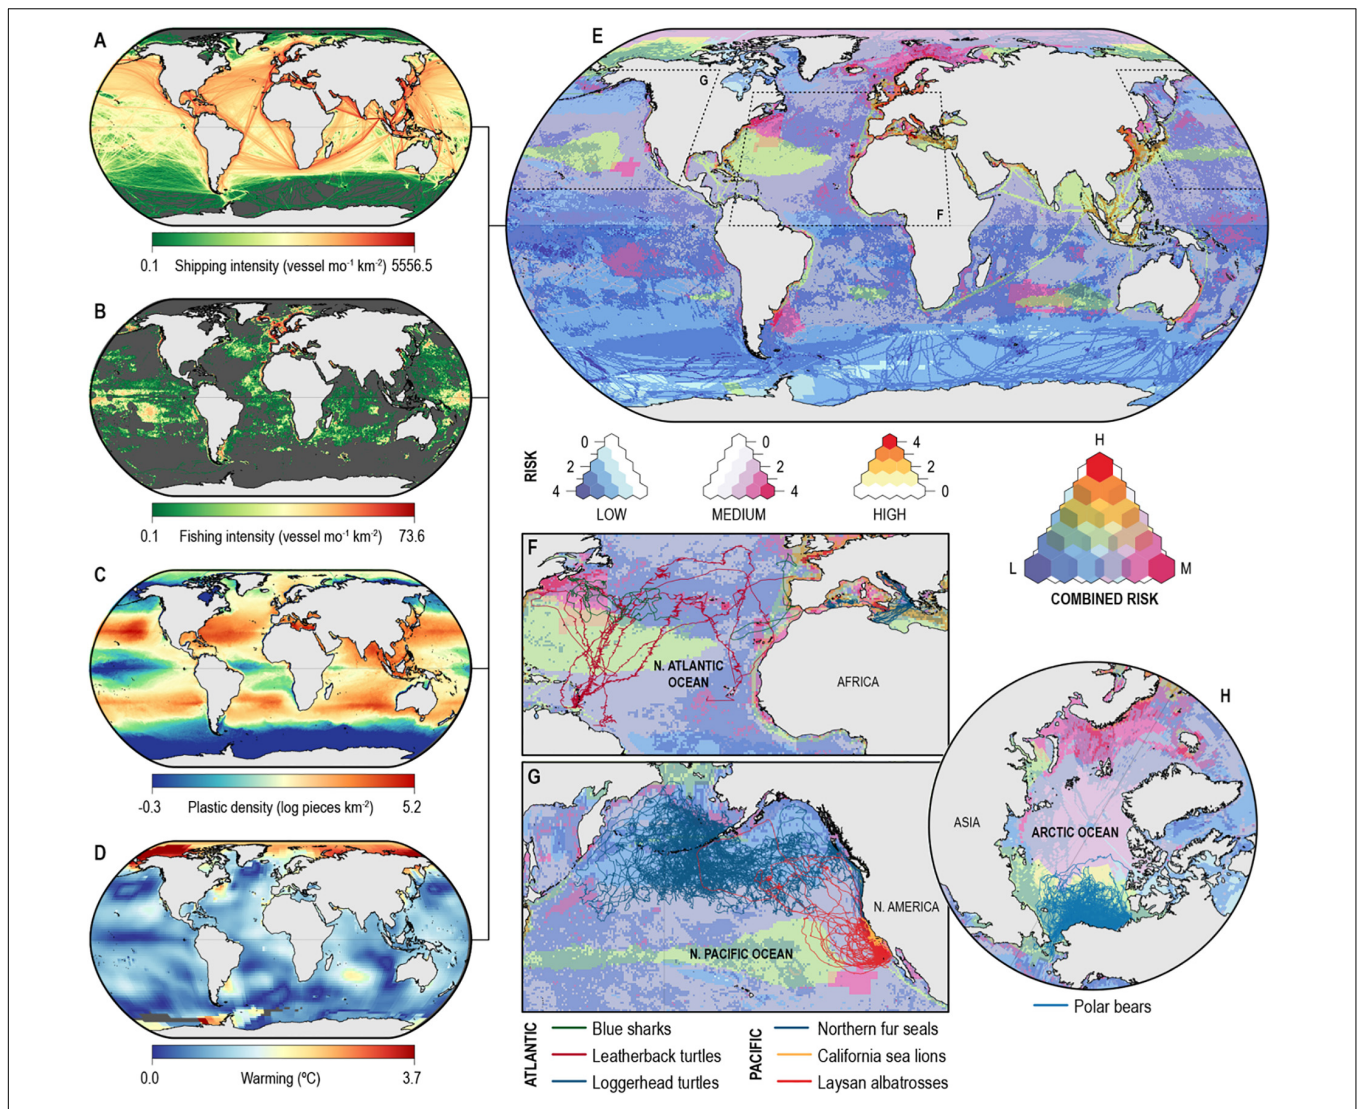 A
0.1 Shipping intensity (vessel mo⁻¹ km⁻²) 5556.5
B
0.1 Fishing intensity (vessel mo⁻¹ km⁻²) 73.6
C
-0.3 Plastic density (log pieces km⁻²) 5.2
D
0.0 Warming (ºC) 3.7
E
G
F
RISK
0
2
4
LOW
0
2
4
MEDIUM
4
2
0
HIGH
H
L
M
COMBINED RISK
F
N. ATLANTIC
OCEAN
AFRICA
G
N. AMERICA
N. PACIFIC OCEAN
ATLANTIC
Blue sharks
Leatherback turtles
Loggerhead turtles
PACIFIC
Northern fur seals
California sea lions
Laysan albatrosses
H
ASIA
ARCTIC OCEAN
Polar bears